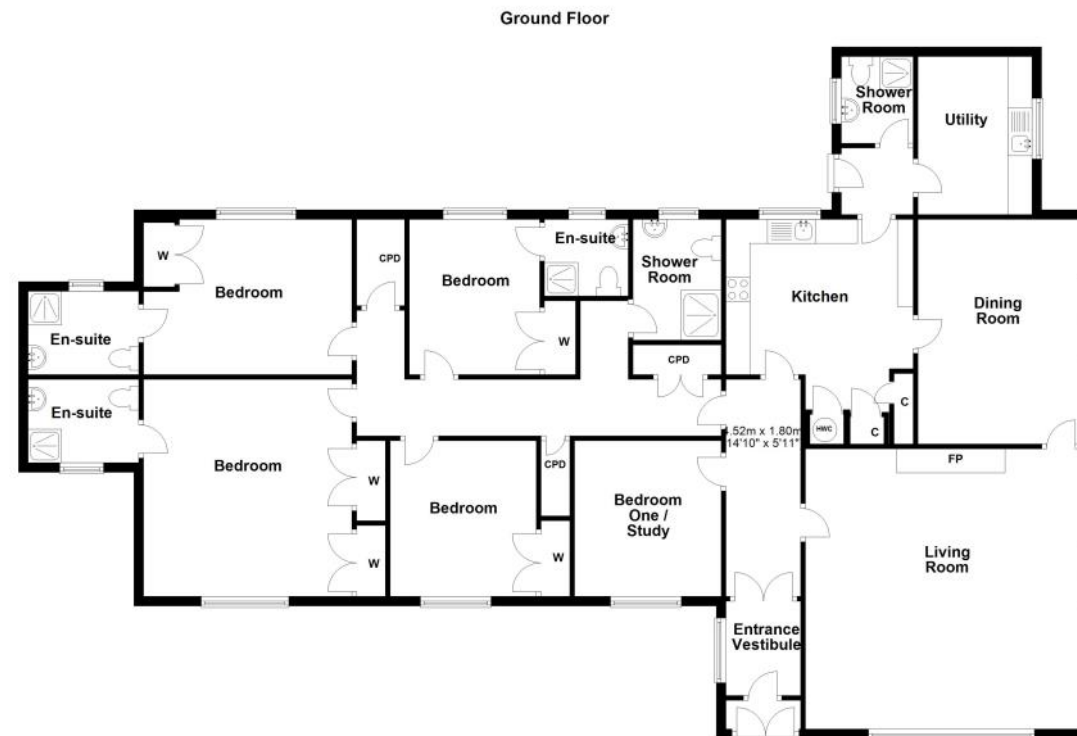 Ground Floor
Shower
Room
Utility
W
Bedroom
CPD
Bedroom
En-suite
Shower
Room
Kitchen
Dining
Room
En-suite
W
CPD
En-suite
HWC
C
C
.52m x 1.80m
14'10" x 5'11"
FP
Bedroom
W
CPD
Bedroom
Bedroom
One /
Study
W
W
Living
Room
Entrance
Vestibule